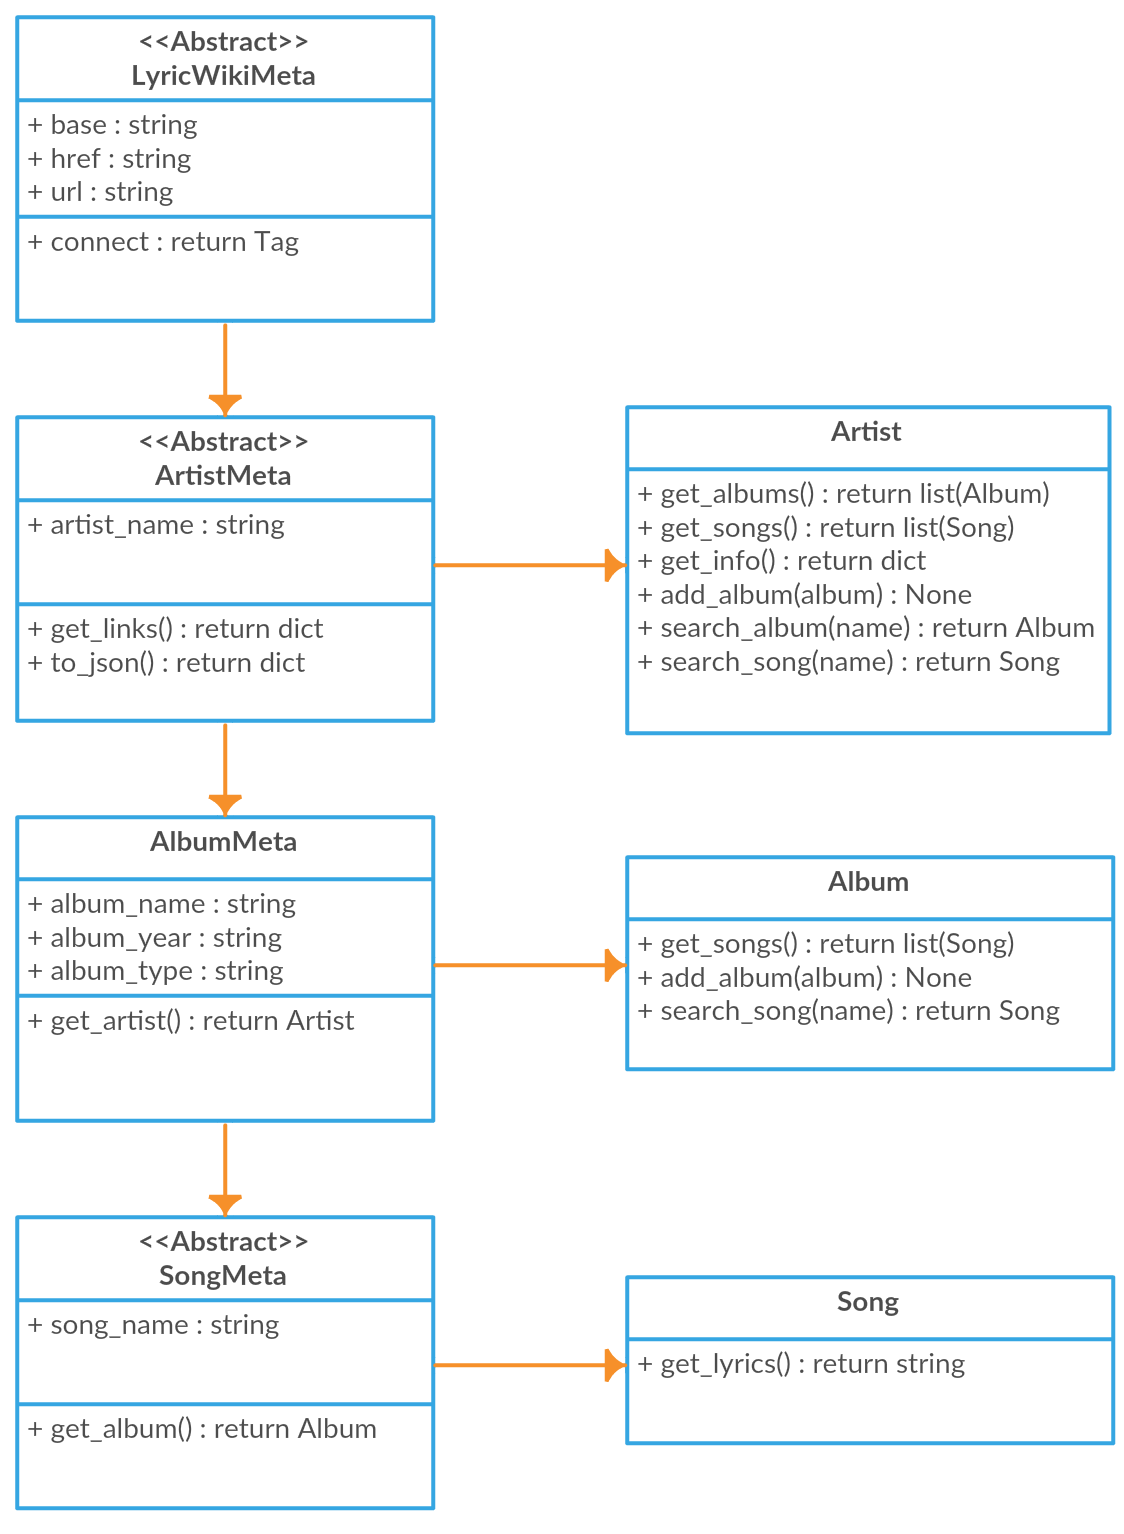 <<Abstract>>
LyricWikiMeta
+ base : string
+ href : string
+ url : string
+ connect : return Tag
<<Abstract>>
ArtistMeta
+ artist_name : string
+ get_links() : return dict
+ to_json() : return dict
Artist
+ get_albums() : return list(Album)
+ get_songs() : return list(Song)
+ get_info() : return dict
+ add_album(album) : None
+ search_album(name) : return Album
+ search_song(name) : return Song
AlbumMeta
+ album_name : string
+ album_year : string
+ album_type : string
+ get_artist() : return Artist
Album
+ get_songs() : return list(Song)
+ add_album(album) : None
+ search_song(name) : return Song
<<Abstract>>
SongMeta
+ song_name : string
+ get_album() : return Album
Song
+ get_lyrics() : return string